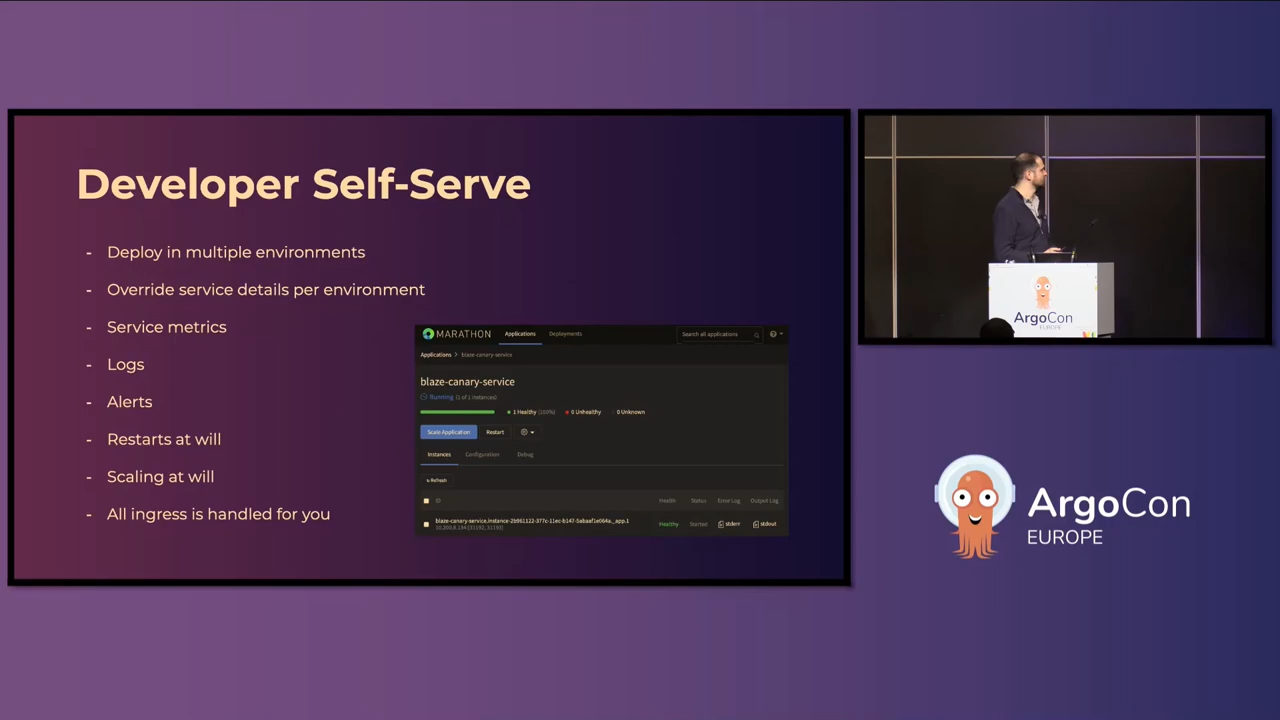 Developer Self-Serve
- Deploy in multiple environments
- Override service details per environment
- Service metrics
- Logs
- Alerts
- Restarts at will
- Scaling at will
- All ingress is handled for you
MARATHON Applications Deployments Search all applications
Applications > blaze-canary-service
blaze-canary-service
Running (1 of 1 instances)
1 Healthy (100%) 0 Unhealthy 0 Unknown
Scale Application Restart
Instances Configuration Debug
Refresh
ID Health Status Error Log Output Log
Healthy Started stderr stdout
ArgoCon
EUROPE
ArgoCon
EUROPE